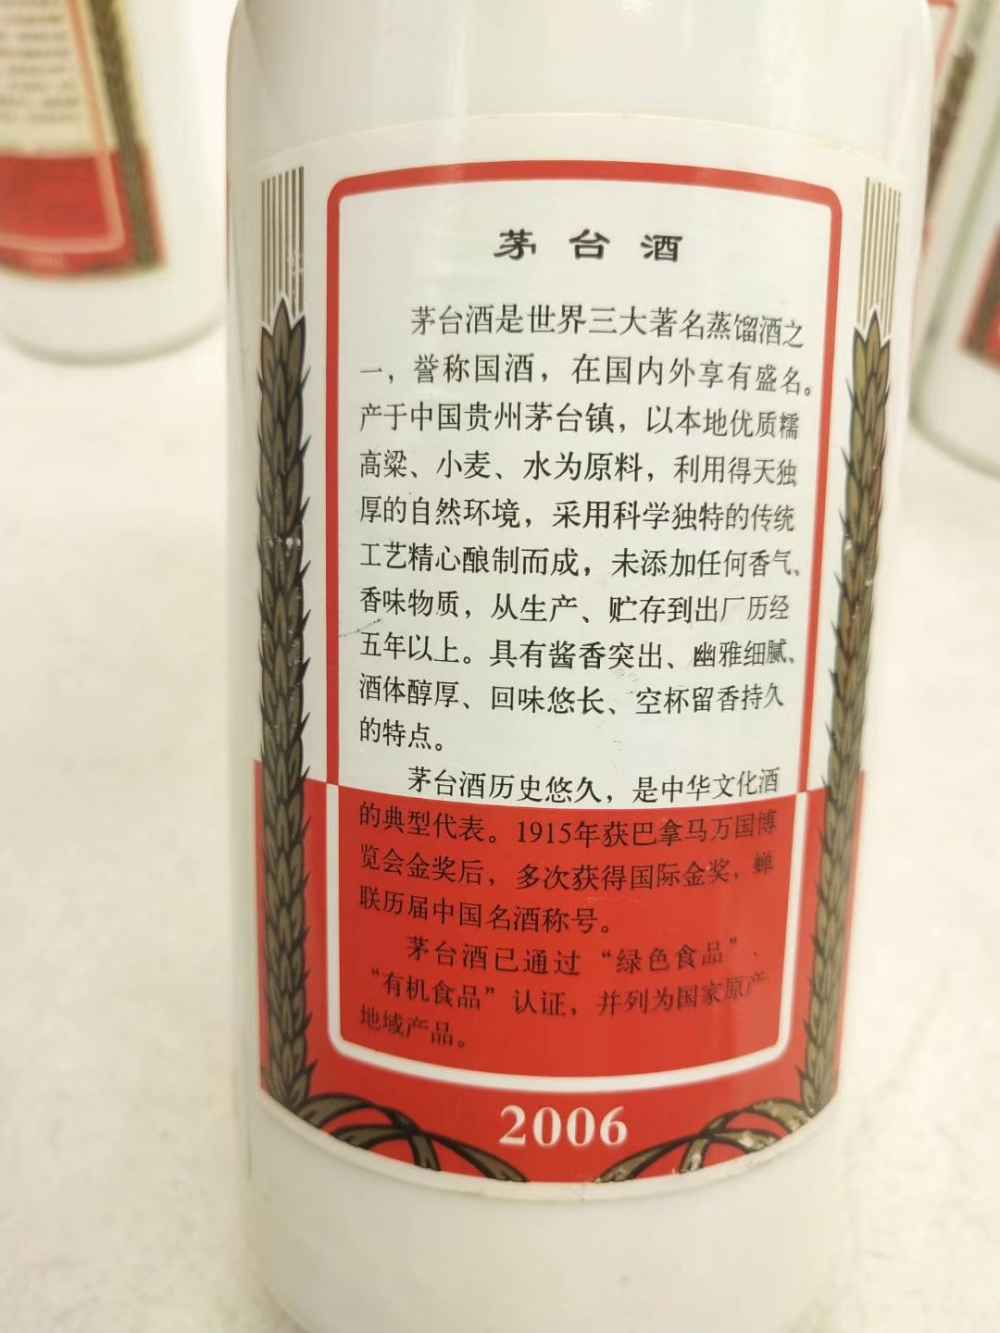 茅台酒
茅台酒是世界三大著名蒸馏酒之
一，誉称国酒，在国内外享有盛名。
产于中国贵州茅台镇，以本地优质糯
高粱、小麦、水为原料，利用得天独
厚的自然环境，采用科学独特的传统
工艺精心酿制而成，未添加任何香气、
香味物质，从生产、贮存到出厂历经
五年以上。具有酱香突出、幽雅细腻、
酒体醇厚、回味悠长、空杯留香持久
的特点。
茅台酒历史悠久，是中华文化酒
的典型代表。1915年获巴拿马万国博
览会金奖后，多次获得国际金奖，蝉
联历届中国名酒称号。
茅台酒已通过“绿色食品”、
“有机食品”认证，并列为国家原产
地域产品。
2006